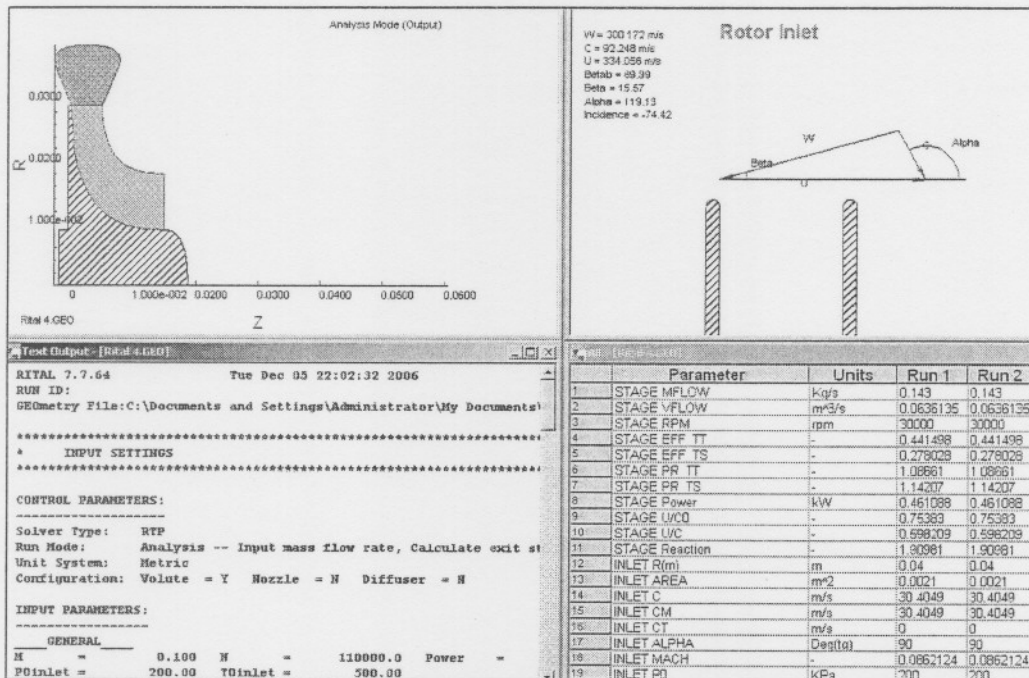 Analysis Mode (Output)
R
0.0300
0.0200
1.000e-002
0 1.000e-002 0.0200 0.0300 0.0400 0.0500 0.0600
Z
Rital 4.GEO
Rotor Inlet
W = 300.172 m/s
C = 92.248 m/s
U = 334.056 m/s
Betab = 89.99
Beta = 15.57
Alpha = 119.13
Incidence = -74.42
W
Beta
U
Alpha
Text Output - [Rital 4.GEO]
RITAL 7.7.64 Tue Dec 05 22:02:32 2006
RUN ID:
GEOmetry File:C:\Documents and Settings\Administrator\My Documents\
* INPUT SETTINGS
CONTROL PARAMETERS:
Solver Type: RTP
Run Mode: Analysis -- Input mass flow rate, Calculate exit st
Unit System: Metric
Configuration: Volute = Y Nozzle = N Diffuser = N
INPUT PARAMETERS:
GENERAL
M = 0.100 N = 110000.0 Power =
P0inlet = 200.00 T0inlet = 500.00
Parameter Units Run 1 Run 2
1 STAGE MFLOW Kg/s 0.143 0.143
2 STAGE VFLOW m^3/s 0.0636135 0.0636135
3 STAGE RPM rpm 30000 30000
4 STAGE EFF_TT - 0.441498 0.441498
5 STAGE EFF_TS - 0.278028 0.278028
6 STAGE PR_TT - 1.08661 1.08661
7 STAGE PR_TS - 1.14207 1.14207
8 STAGE Power kW 0.461088 0.461088
9 STAGE U/C0 - 0.75383 0.75383
10 STAGE U/C - 0.598209 0.598209
11 STAGE Reaction - 1.90981 1.90981
12 INLET R(m) m 0.04 0.04
13 INLET AREA m^2 0.0021 0.0021
14 INLET C m/s 30.4049 30.4049
15 INLET CM m/s 30.4049 30.4049
16 INLET CT m/s 0 0
17 INLET ALPHA Deg(tg) 90 90
18 INLET MACH - 0.0862124 0.0862124
19 INLET P0 KPa 200 200